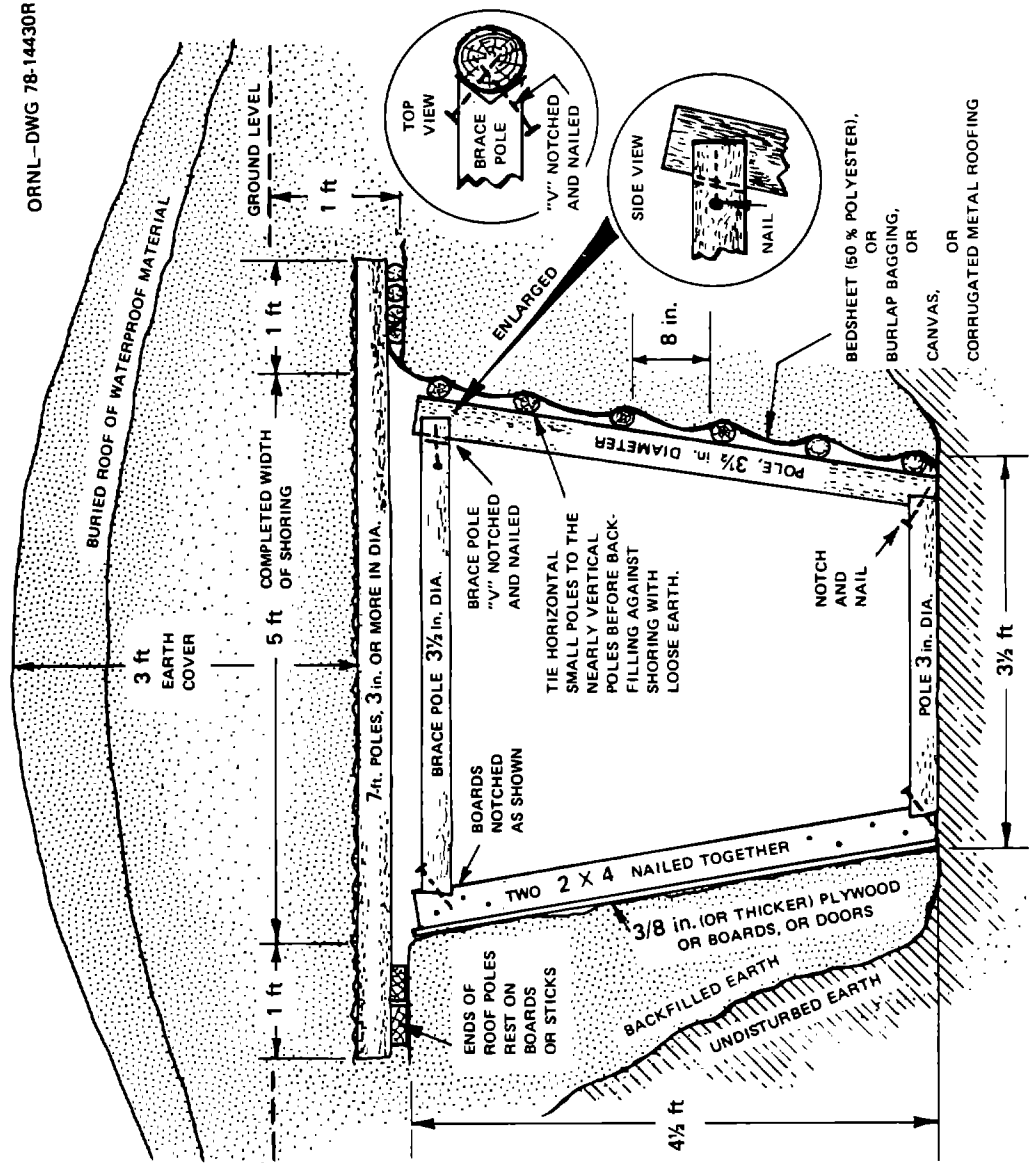 ORNL—DWG 78-14430R
BURIED ROOF OF WATERPROOF MATERIAL
3 ft
EARTH
COVER
GROUND LEVEL
1 ft
5 ft
COMPLETED WIDTH
OF SHORING
1 ft
1 ft
7-ft. POLES, 3 in. OR MORE IN DIA.
TOP
VIEW
BRACE
POLE
"V" NOTCHED
AND NAILED
ENDS OF
ROOF POLES
REST ON
BOARDS
OR STICKS
BRACE POLE 3½ In. DIA.
BOARDS
NOTCHED
AS SHOWN
BRACE POLE
"V" NOTCHED
AND NAILED
ENLARGED
SIDE VIEW
NAIL
TIE HORIZONTAL
SMALL POLES TO THE
NEARLY VERTICAL
POLES BEFORE BACK-
FILLING AGAINST
SHORING WITH
LOOSE EARTH.
8 in.
POLE, 3½ in. DIAMETER
TWO 2 X 4 NAILED TOGETHER
3/8 in. (OR THICKER) PLYWOOD
OR BOARDS, OR DOORS
BACKFILLED EARTH
UNDISTURBED EARTH
4½ ft
NOTCH
AND
NAIL
POLE 3 in. DIA.
3½ ft
BEDSHEET (50 % POLYESTER),
OR
BURLAP BAGGING,
OR
CANVAS,
OR
CORRUGATED METAL ROOFING